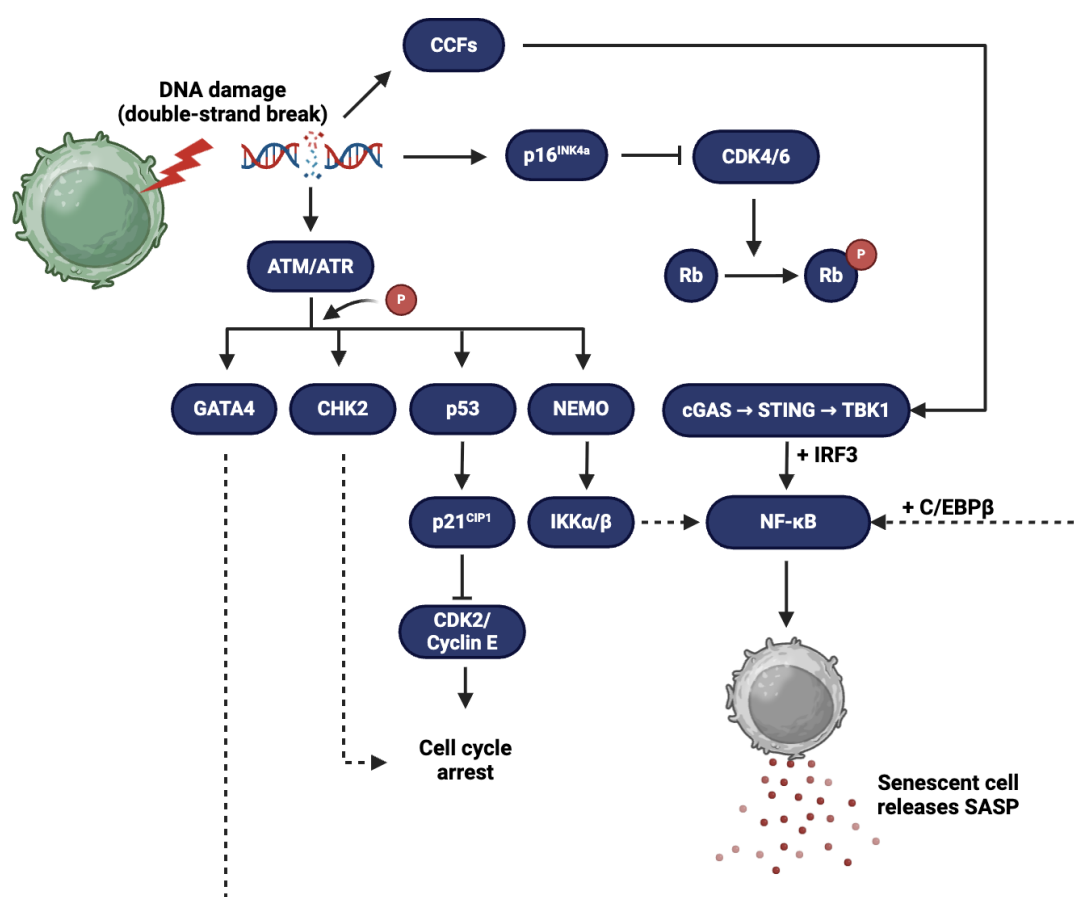 CCFs
DNA damage
(double-strand break)
p16INK4a
CDK4/6
ATM/ATR
Rb
Rb
P
P
GATA4
CHK2
p53
NEMO
cGAS → STING → TBK1
+ IRF3
p21CIP1
IKKα/β
NF-κB
+ C/EBPβ
CDK2/
Cyclin E
Cell cycle
arrest
Senescent cell
releases SASP